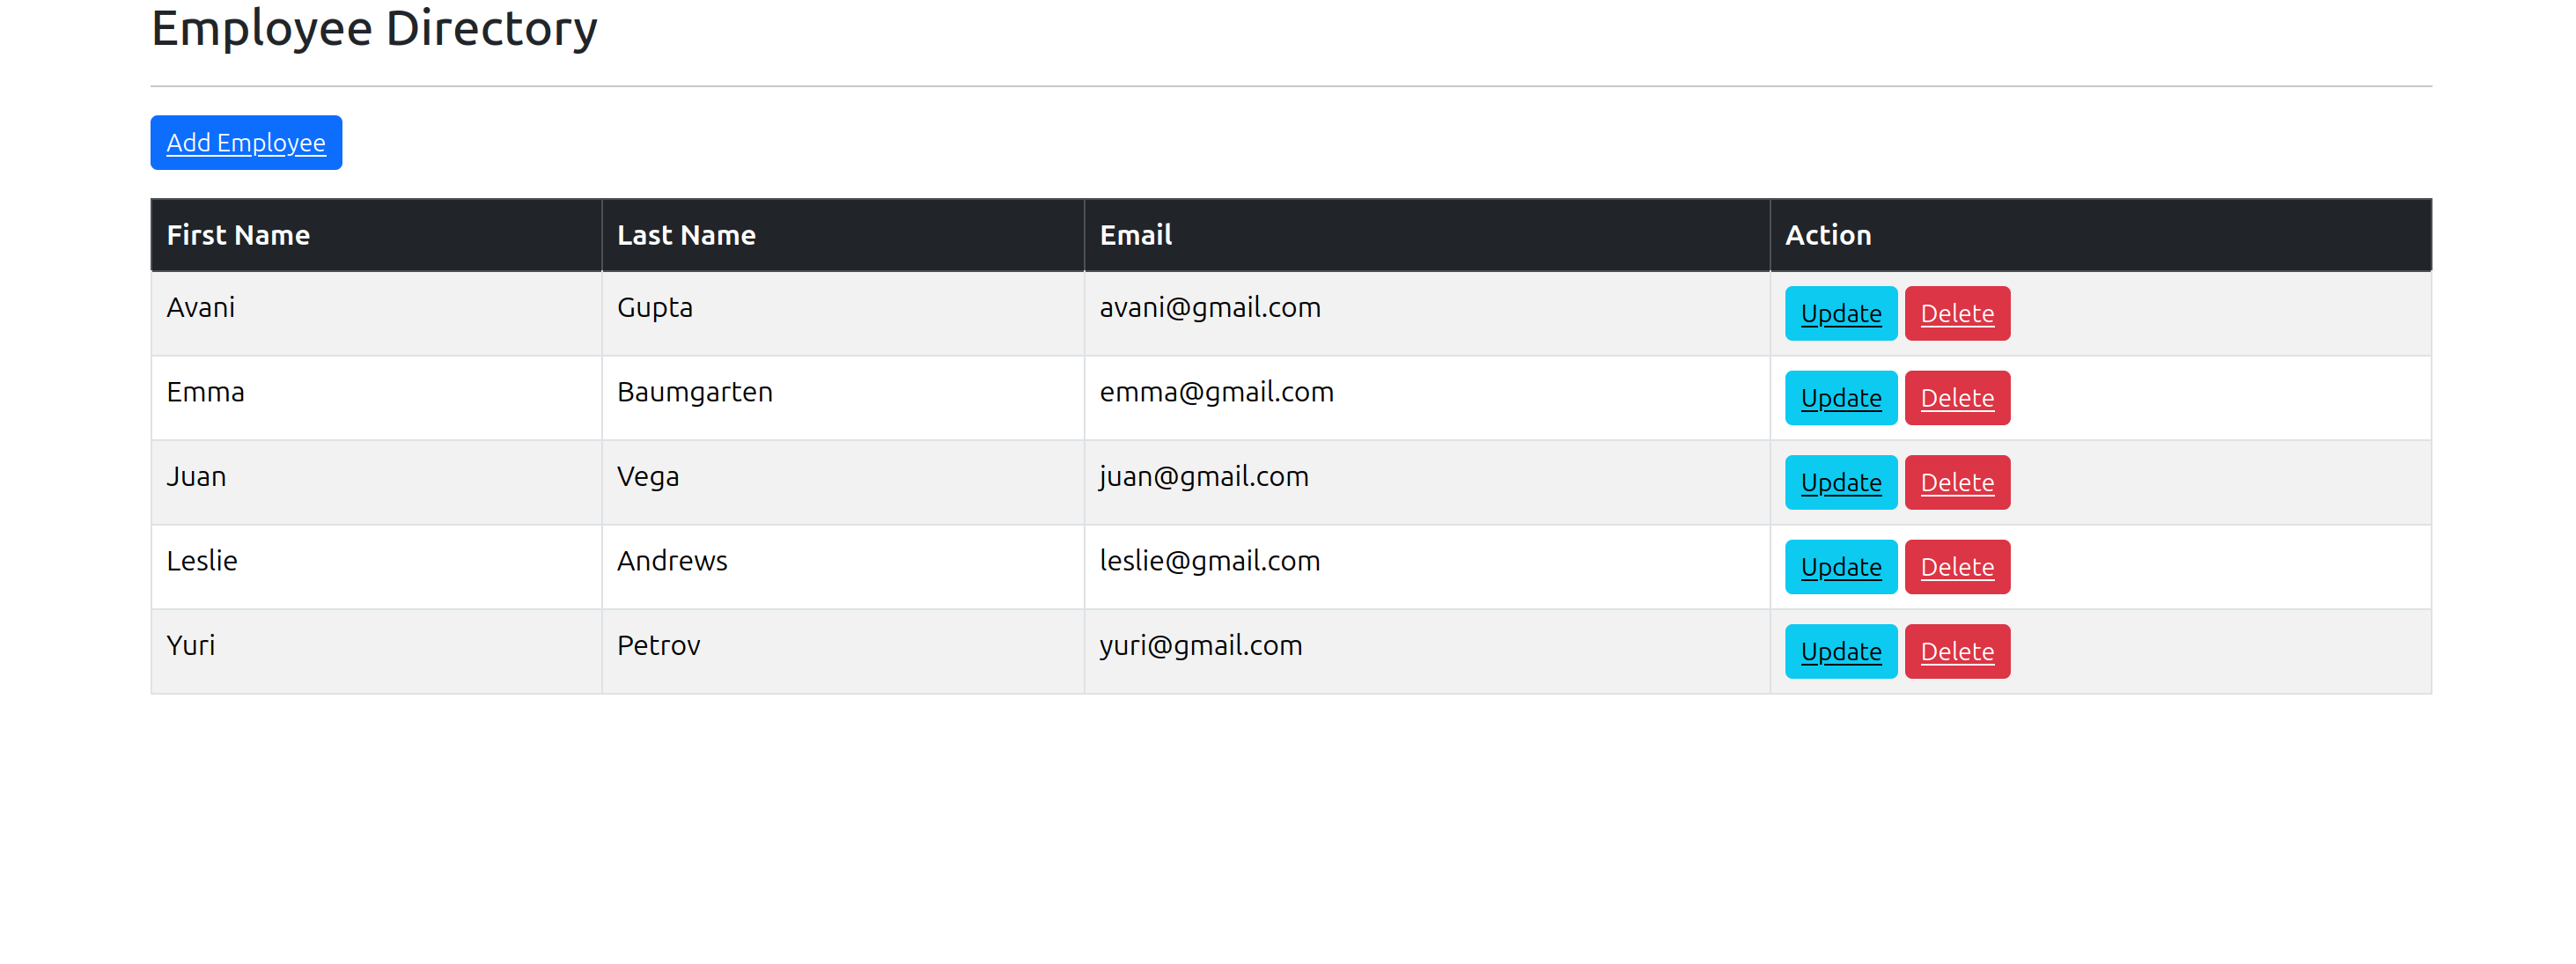 Employee Directory
Add Employee
First Name Last Name Email Action
Avani Gupta avani@gmail.com Update Delete
Emma Baumgarten emma@gmail.com Update Delete
Juan Vega juan@gmail.com Update Delete
Leslie Andrews leslie@gmail.com Update Delete
Yuri Petrov yuri@gmail.com Update Delete